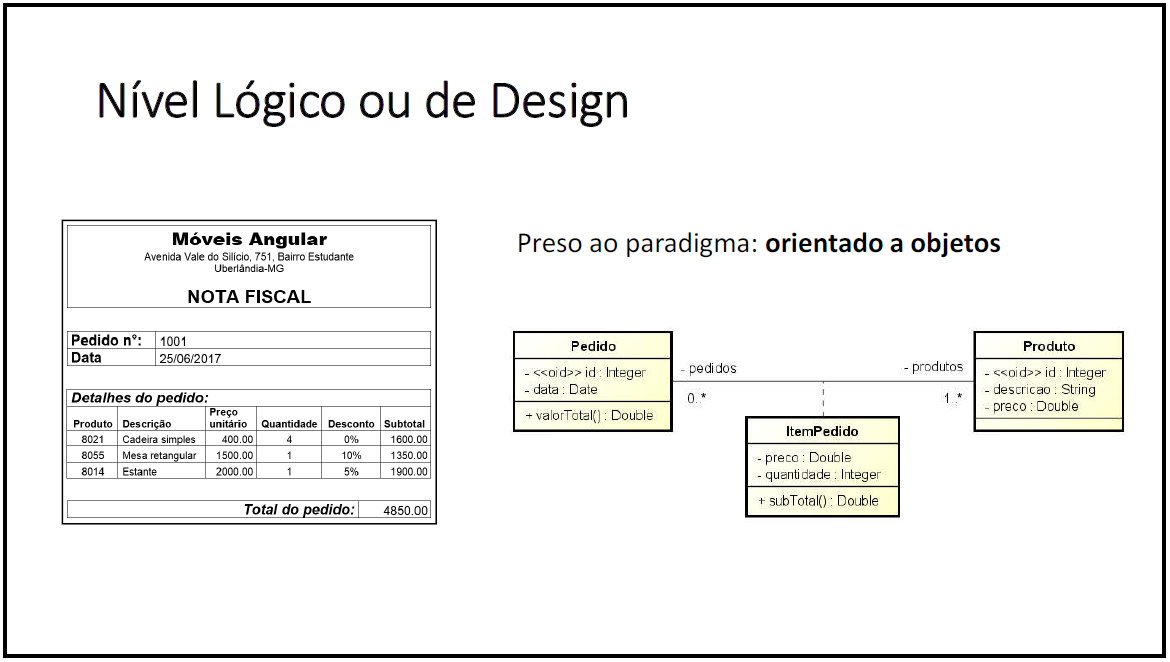 Nível Lógico ou de Design
Móveis Angular
Avenida Vale do Silício, 751, Bairro Estudante
Uberlândia-MG
NOTA FISCAL
Pedido n°: 1001
Data 25/06/2017
Detalhes do pedido:
Produto Descrição Preço unitário Quantidade Desconto Subtotal
8021 Cadeira simples 400.00 4 0% 1600.00
8055 Mesa retangular 1500.00 1 10% 1350.00
8014 Estante 2000.00 1 5% 1900.00
Total do pedido: 4850.00
Preso ao paradigma: orientado a objetos
Pedido
- <<oid>> id : Integer
- data : Date
+ valorTotal() : Double
- pedidos
0..*
- produtos
1..*
Produto
- <<oid>> id : Integer
- descricao : String
- preco : Double
ItemPedido
- preco : Double
- quantidade : Integer
+ subTotal() : Double